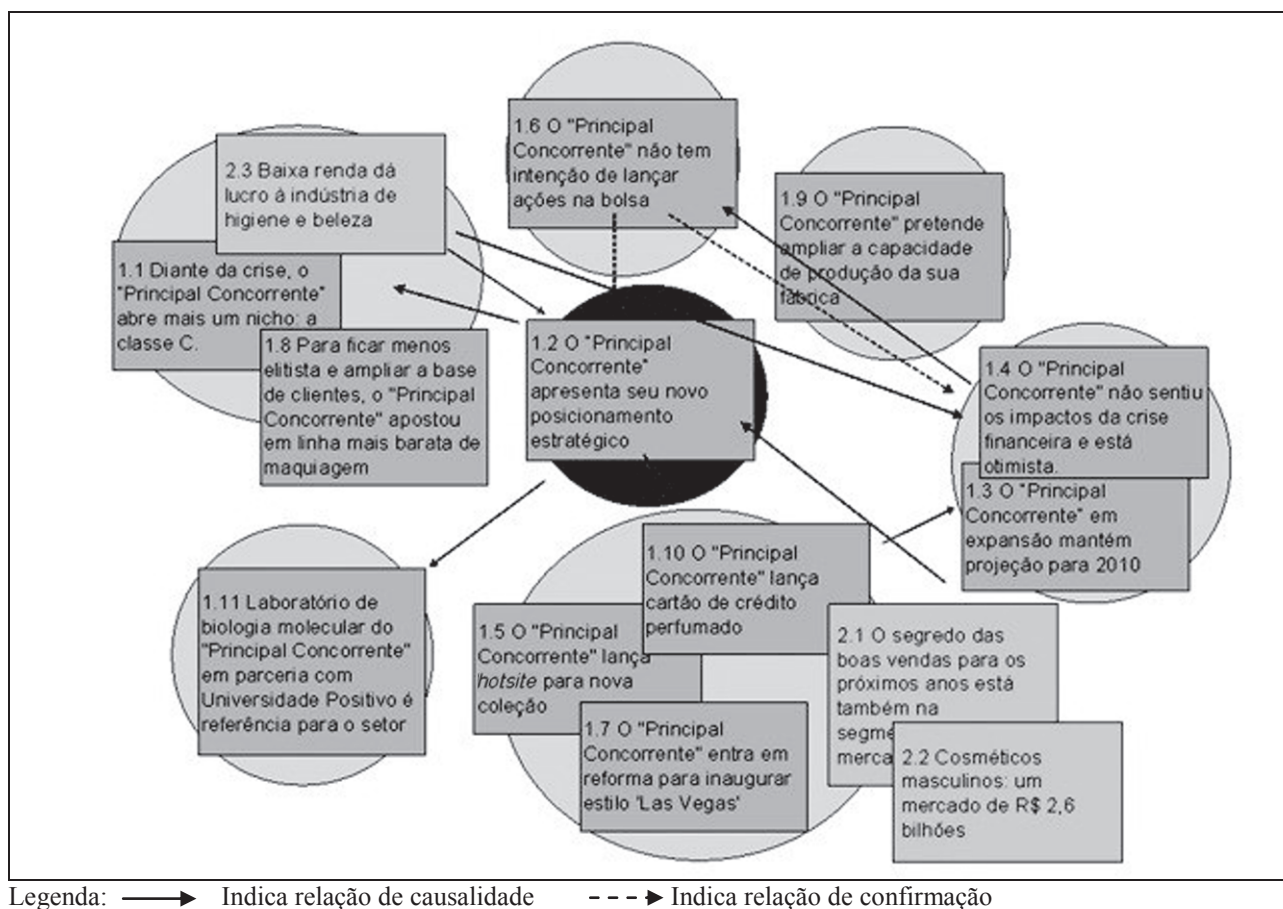 1.6 O "Principal
Concorrente" não tem
intenção de lançar
ações na bolsa
2.3 Baixa renda dá
lucro à indústria de
higiene e beleza
1.9 O "Principal
Concorrente" pretende
ampliar a capacidade
de produção da sua
fábrica
1.1 Diante da crise, o
"Principal Concorrente"
abre mais um nicho: a
classe C.
1.8 Para ficar menos
elitista e ampliar a base
de clientes, o "Principal
Concorrente" apostou
em linha mais barata de
maquiagem
1.2 O "Principal
Concorrente"
apresenta seu novo
posicionamento
estratégico
1.4 O "Principal
Concorrente" não sentiu
os impactos da crise
financeira e está
otimista.
1.3 O "Principal
Concorrente" em
expansão mantém
projeção para 2010
1.11 Laboratório de
biologia molecular do
"Principal Concorrente"
em parceria com
Universidade Positivo é
referência para o setor
1.10 O "Principal
Concorrente" lança
cartão de crédito
perfumado
1.5 O "Principal
Concorrente" lança
hotsite para nova
coleção
1.7 O "Principal
Concorrente" entra em
reforma para inaugurar
estilo 'Las Vegas'
2.1 O segredo das
boas vendas para os
próximos anos está
também na
2.2 Cosméticos
masculinos: um
mercado de R$ 2,6
bilhões
Legenda: Indica relação de causalidade Indica relação de confirmação